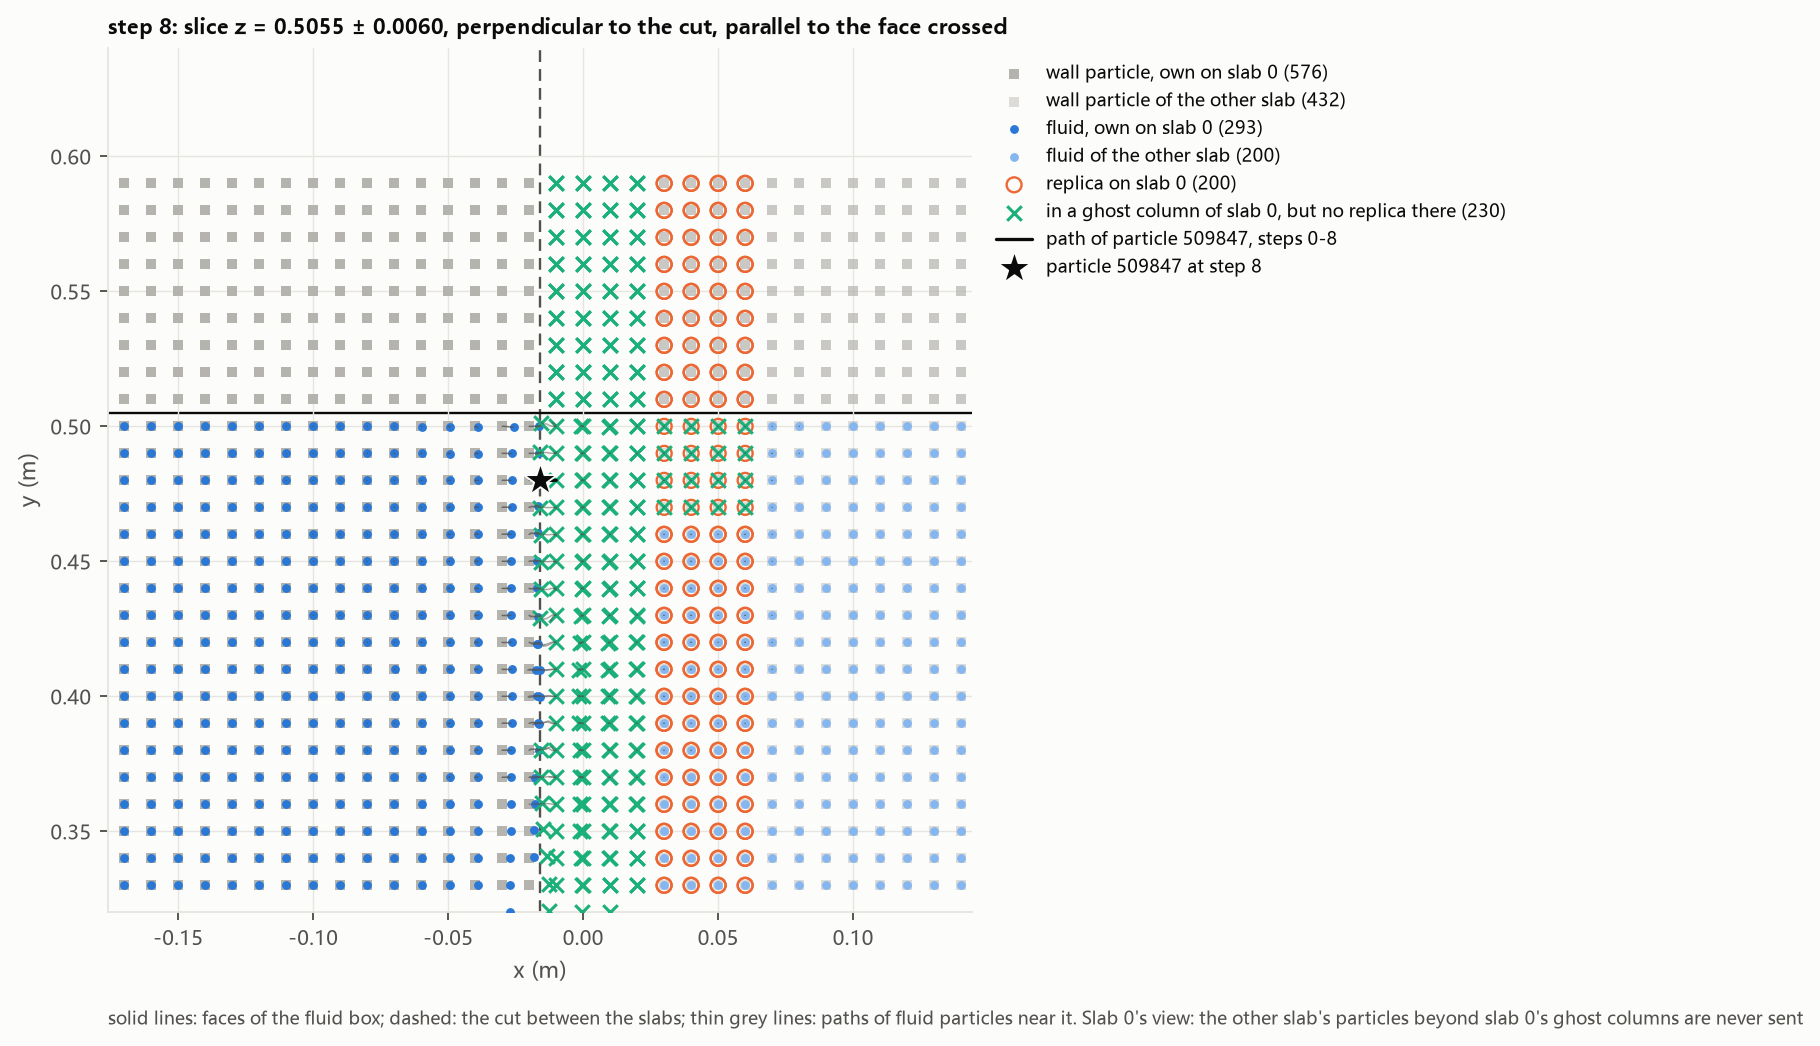 step 8: slice z = 0.5055 ± 0.0060, perpendicular to the cut, parallel to the face crossed
wall particle, own on slab 0 (576)
wall particle of the other slab (432)
fluid, own on slab 0 (293)
fluid of the other slab (200)
replica on slab 0 (200)
in a ghost column of slab 0, but no replica there (230)
path of particle 509847, steps 0-8
particle 509847 at step 8
0.60
0.55
0.50
0.45
0.40
0.35
y (m)
-0.15
-0.10
-0.05
0.00
0.05
0.10
x (m)
solid lines: faces of the fluid box; dashed: the cut between the slabs; thin grey lines: paths of fluid particles near it. Slab 0's view: the other slab's particles beyond slab 0's ghost columns are never sent